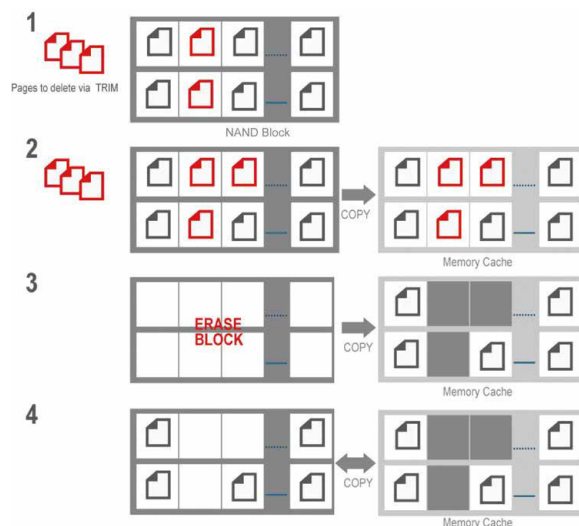 1
Pages to delete via TRIM
NAND Block
2
COPY
Memory Cache
3
ERASE
BLOCK
COPY
Memory Cache
4
COPY
Memory Cache